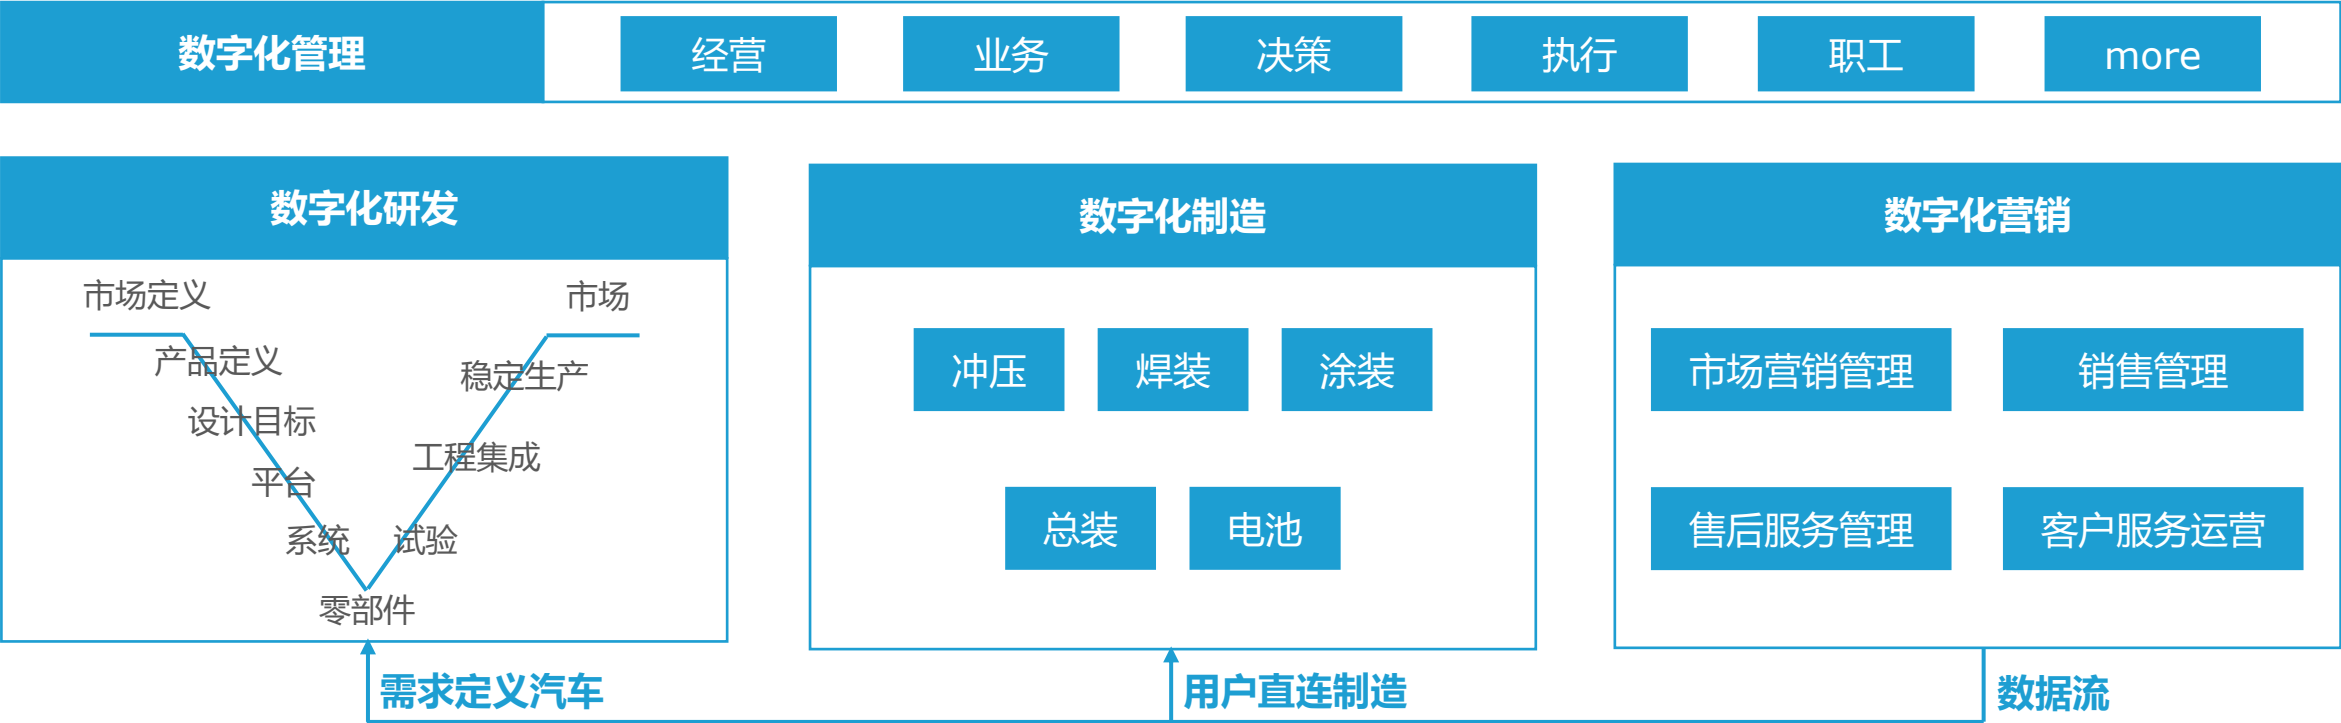 数字化管理
经营
业务
决策
执行
职工
more
数字化研发
市场定义
市场
产品定义
稳定生产
设计目标
工程集成
平台
系统
试验
零部件
数字化制造
冲压
焊装
涂装
总装
电池
数字化营销
市场营销管理
销售管理
售后服务管理
客户服务运营
需求定义汽车
用户直连制造
数据流